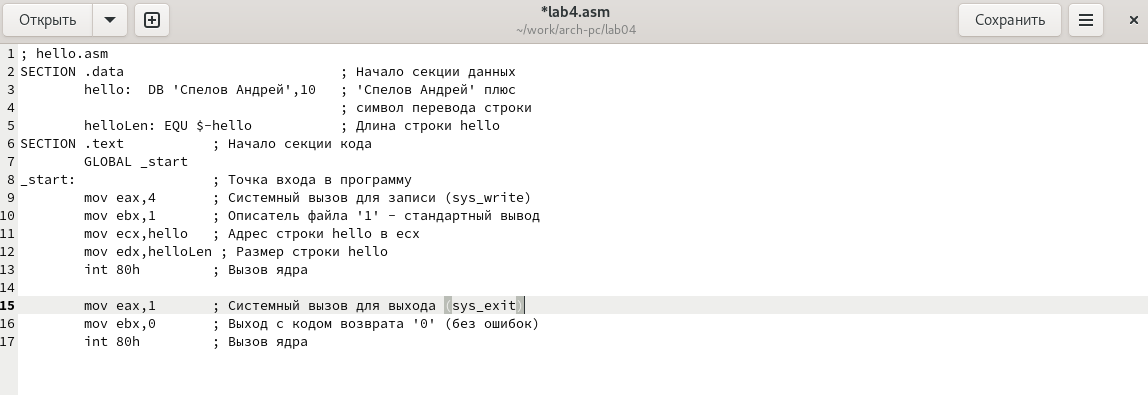 Открыть
*lab4.asm
~/work/arch-pc/lab04
Сохранить
1 ; hello.asm
2 SECTION .data                           ; Начало секции данных
3         hello:  DB 'Спелов Андрей',10   ; 'Спелов Андрей' плюс
4                                         ; символ перевода строки
5         helloLen: EQU $-hello           ; Длина строки hello
6 SECTION .text           ; Начало секции кода
7         GLOBAL _start
8 _start:                 ; Точка входа в программу
9         mov eax,4       ; Системный вызов для записи (sys_write)
10         mov ebx,1       ; Описатель файла '1' - стандартный вывод
11         mov ecx,hello   ; Адрес строки hello в ecx
12         mov edx,helloLen ; Размер строки hello
13         int 80h         ; Вызов ядра
14
15         mov eax,1       ; Системный вызов для выхода (sys_exit)
16         mov ebx,0       ; Выход с кодом возврата '0' (без ошибок)
17         int 80h         ; Вызов ядра